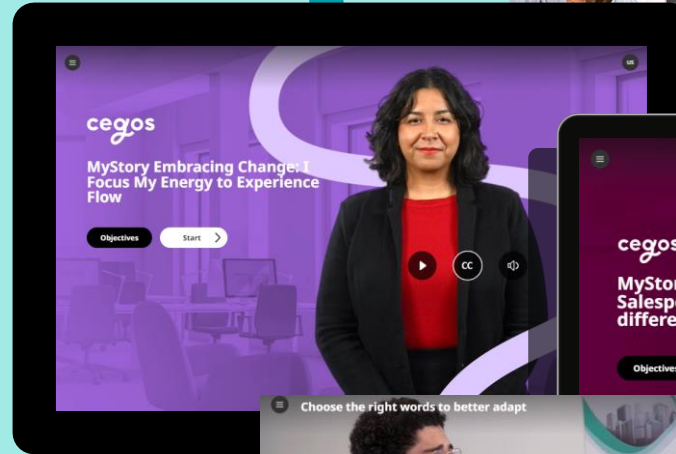 US
cegos
MyStory Embracing Change: I
Focus My Energy to Experience
Flow
Objectives
Start
CC
cegos
MyStor
Salesp
differe
Objectives
Choose the right words to better adapt